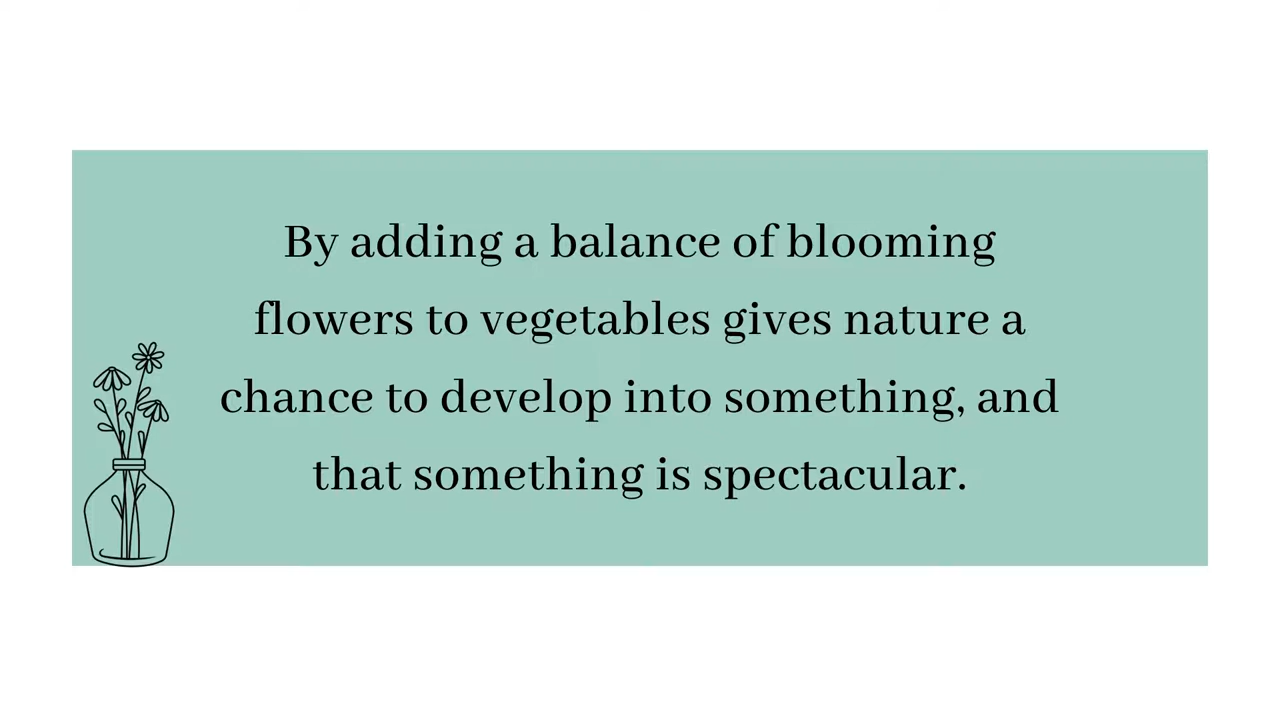 By adding a balance of blooming
flowers to vegetables gives nature a
chance to develop into something, and
that something is spectacular.